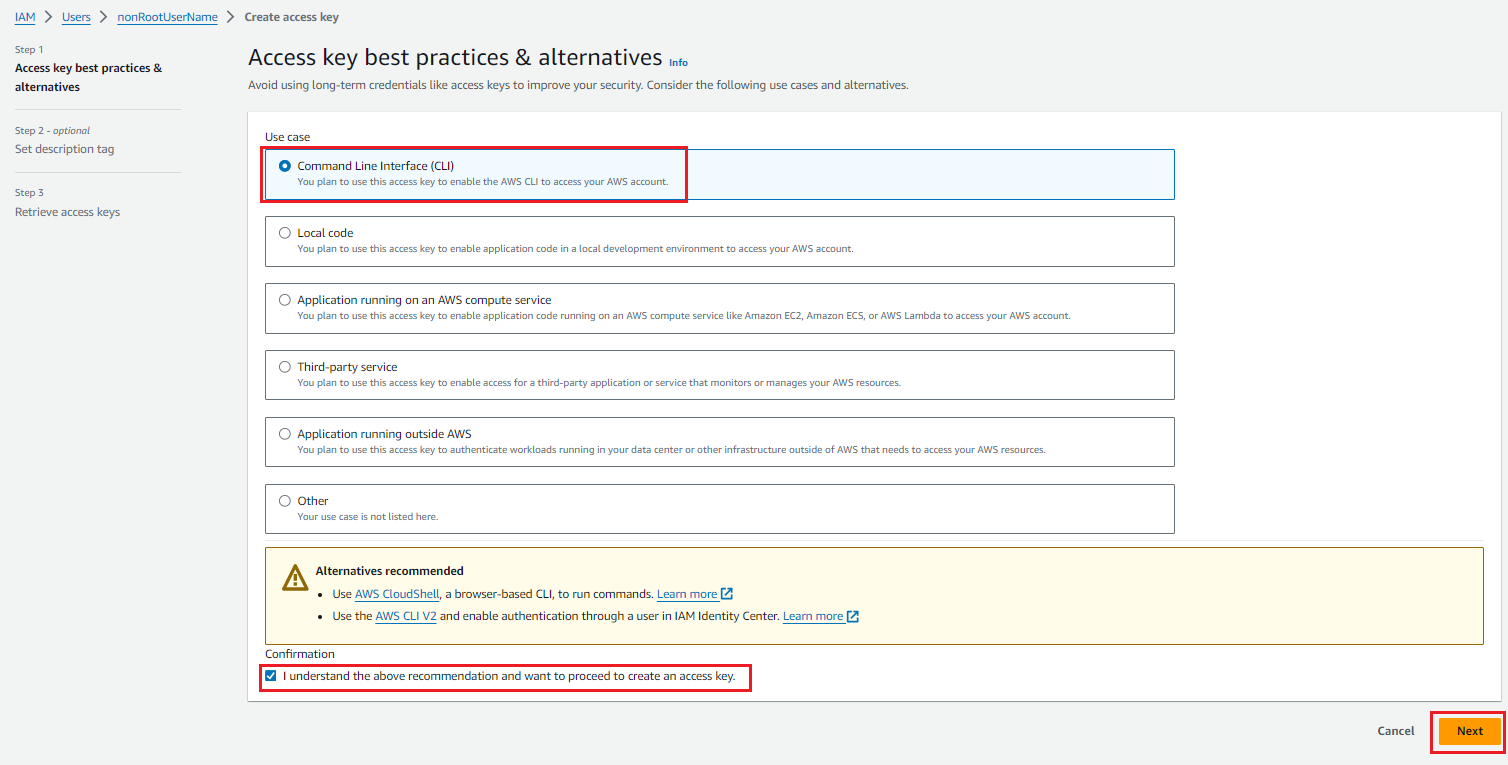 IAM > Users > nonRootUserName > Create access key
Step 1
Access key best practices &
alternatives
Step 2 - optional
Set description tag
Step 3
Retrieve access keys
Access key best practices & alternatives Info
Avoid using long-term credentials like access keys to improve your security. Consider the following use cases and alternatives.
Use case
Command Line Interface (CLI)
You plan to use this access key to enable the AWS CLI to access your AWS account.
Local code
You plan to use this access key to enable application code in a local development environment to access your AWS account.
Application running on an AWS compute service
You plan to use this access key to enable application code running on an AWS compute service like Amazon EC2, Amazon ECS, or AWS Lambda to access your AWS account.
Third-party service
You plan to use this access key to enable access for a third-party application or service that monitors or manages your AWS resources.
Application running outside AWS
You plan to use this access key to authenticate workloads running in your data center or other infrastructure outside of AWS that needs to access your AWS resources.
Other
Your use case is not listed here.
Alternatives recommended
• Use AWS CloudShell, a browser-based CLI, to run commands. Learn more
• Use the AWS CLI V2 and enable authentication through a user in IAM Identity Center. Learn more
Confirmation
I understand the above recommendation and want to proceed to create an access key.
Cancel Next